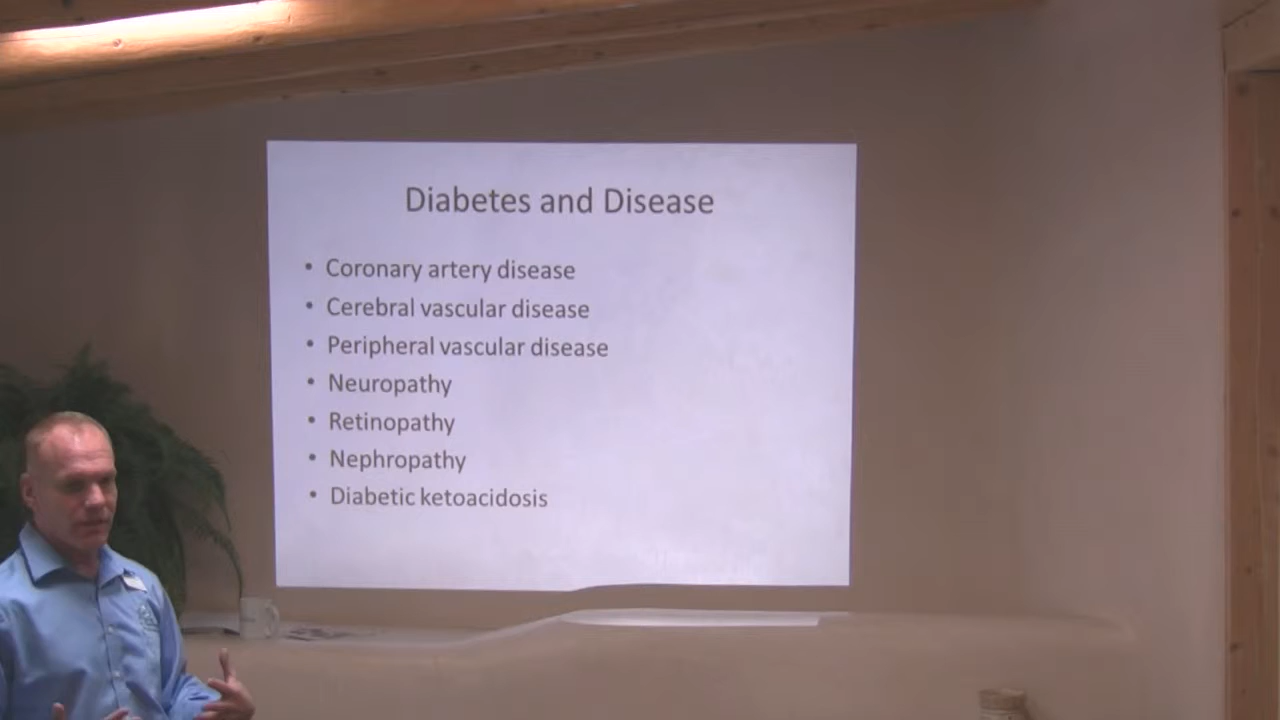 Diabetes and Disease
• Coronary artery disease
• Cerebral vascular disease
• Peripheral vascular disease
• Neuropathy
• Retinopathy
• Nephropathy
• Diabetic ketoacidosis